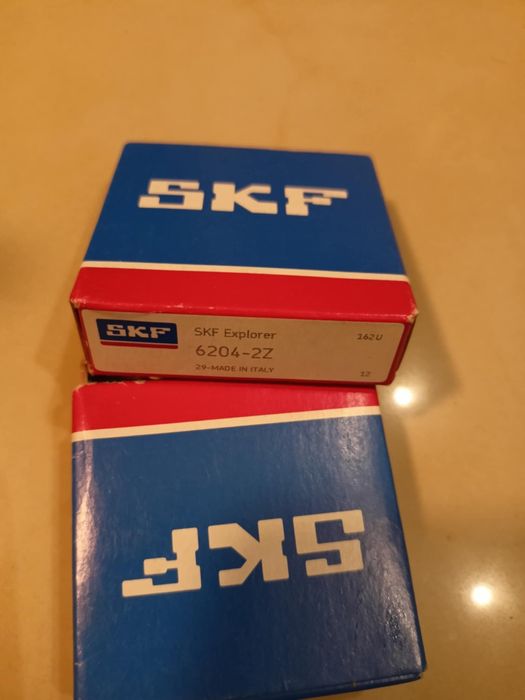 SKF
SKF SKF Explorer 162U
6204-2Z
29-MADE IN ITALY 12
SKF